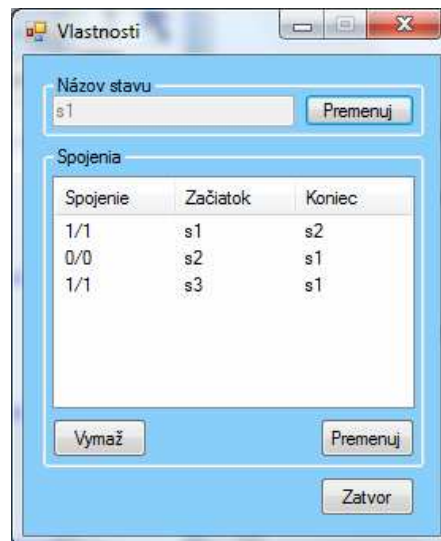 Vlastnosti
Názov stavu
s1 Premenuj
Spojenia
Spojenie Začiatok Koniec
1/1 s1 s2
0/0 s2 s1
1/1 s3 s1
Vymaž Premenuj
Zatvor